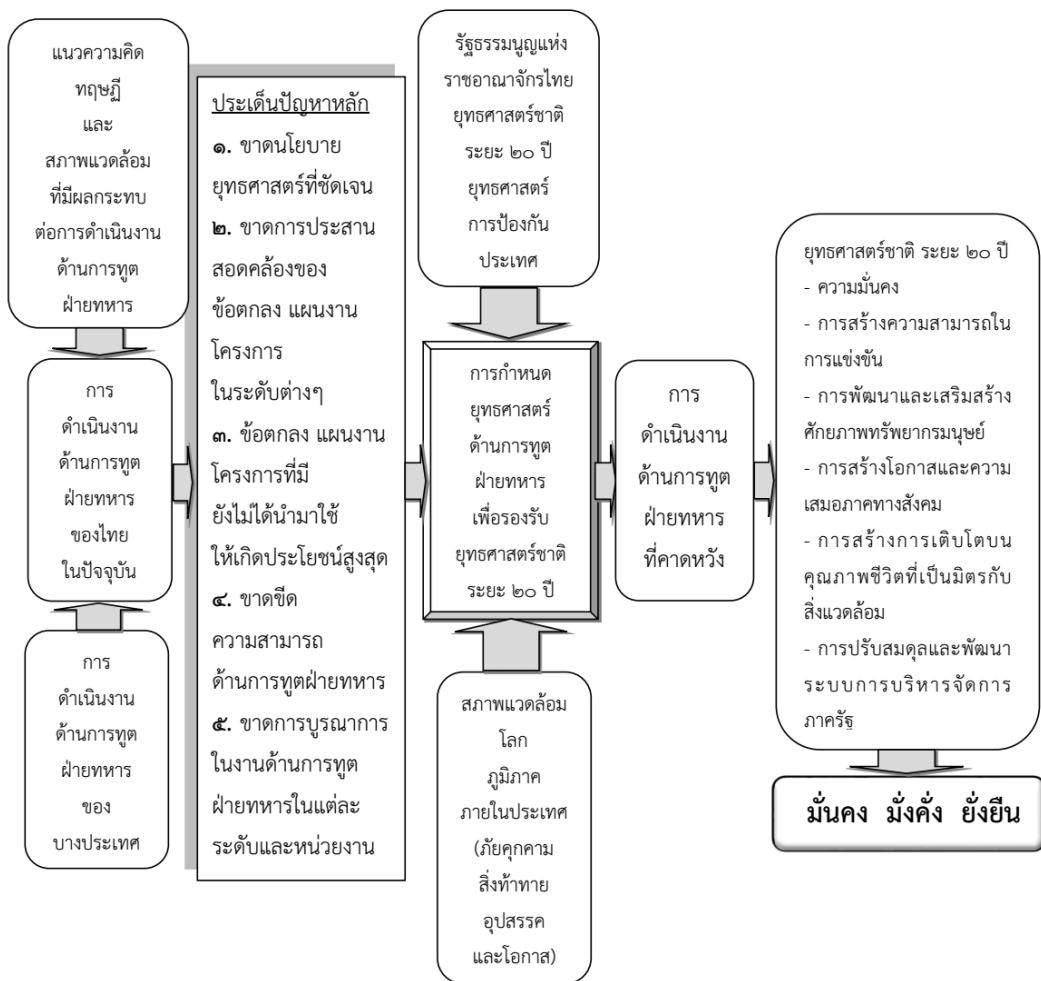 แนวความคิด
ทฤษฏี
และ
สภาพแวดล้อม
ที่มีผลกระทบ
ต่อการดำเนินงาน
ด้านการทูต
ฝ่ายทหาร
การ
ดำเนินงาน
ด้านการทูต
ฝ่ายทหาร
ของไทย
ในปัจจุบัน
การ
ดำเนินงาน
ด้านการทูต
ฝ่ายทหาร
ของ
บางประเทศ
ประเด็นปัญหาหลัก
๑. ขาดนโยบาย
ยุทธศาสตร์ที่ชัดเจน
๒. ขาดการประสาน
สอดคล้องของ
ข้อตกลง แผนงาน
โครงการ
ในระดับต่างๆ
๓. ข้อตกลง แผนงาน
โครงการที่มี
ยังไม่ได้นำมาใช้
ให้เกิดประโยชน์สูงสุด
๔. ขาดขีด
ความสามารถ
ด้านการทูตฝ่ายทหาร
๕. ขาดการบูรณาการ
ในงานด้านการทูต
ฝ่ายทหารในแต่ละ
ระดับและหน่วยงาน
รัฐธรรมนูญแห่ง
ราชอาณาจักรไทย
ยุทธศาสตร์ชาติ
ระยะ ๒๐ ปี
ยุทธศาสตร์
การป้องกัน
ประเทศ
การกำหนด
ยุทธศาสตร์
ด้านการทูต
ฝ่ายทหาร
เพื่อรองรับ
ยุทธศาสตร์ชาติ
ระยะ ๒๐ ปี
สภาพแวดล้อม
โลก
ภูมิภาค
ภายในประเทศ
(ภัยคุกคาม
สิ่งท้าทาย
อุปสรรค
และโอกาส)
การ
ดำเนินงาน
ด้านการทูต
ฝ่ายทหาร
ที่คาดหวัง
ยุทธศาสตร์ชาติ ระยะ ๒๐ ปี
- ความมั่นคง
- การสร้างความสามารถใน
การแข่งขัน
- การพัฒนาและเสริมสร้าง
ศักยภาพทรัพยากรมนุษย์
- การสร้างโอกาสและความ
เสมอภาคทางสังคม
- การสร้างการเติบโตบน
คุณภาพชีวิตที่เป็นมิตรกับ
สิ่งแวดล้อม
- การปรับสมดุลและพัฒนา
ระบบการบริหารจัดการ
ภาครัฐ
มั่นคง มั่งคั่ง ยั่งยืน